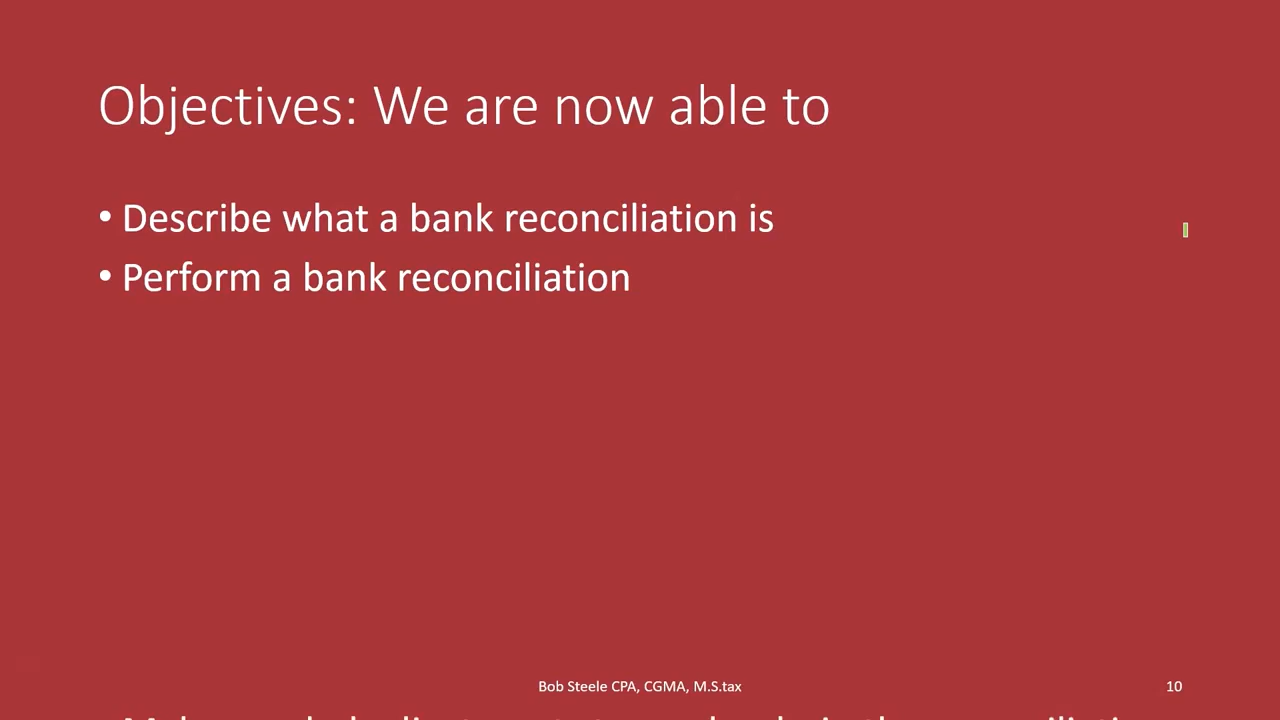 Objectives: We are now able to
• Describe what a bank reconciliation is
• Perform a bank reconciliation
Bob Steele CPA, CGMA, M.S.tax
10